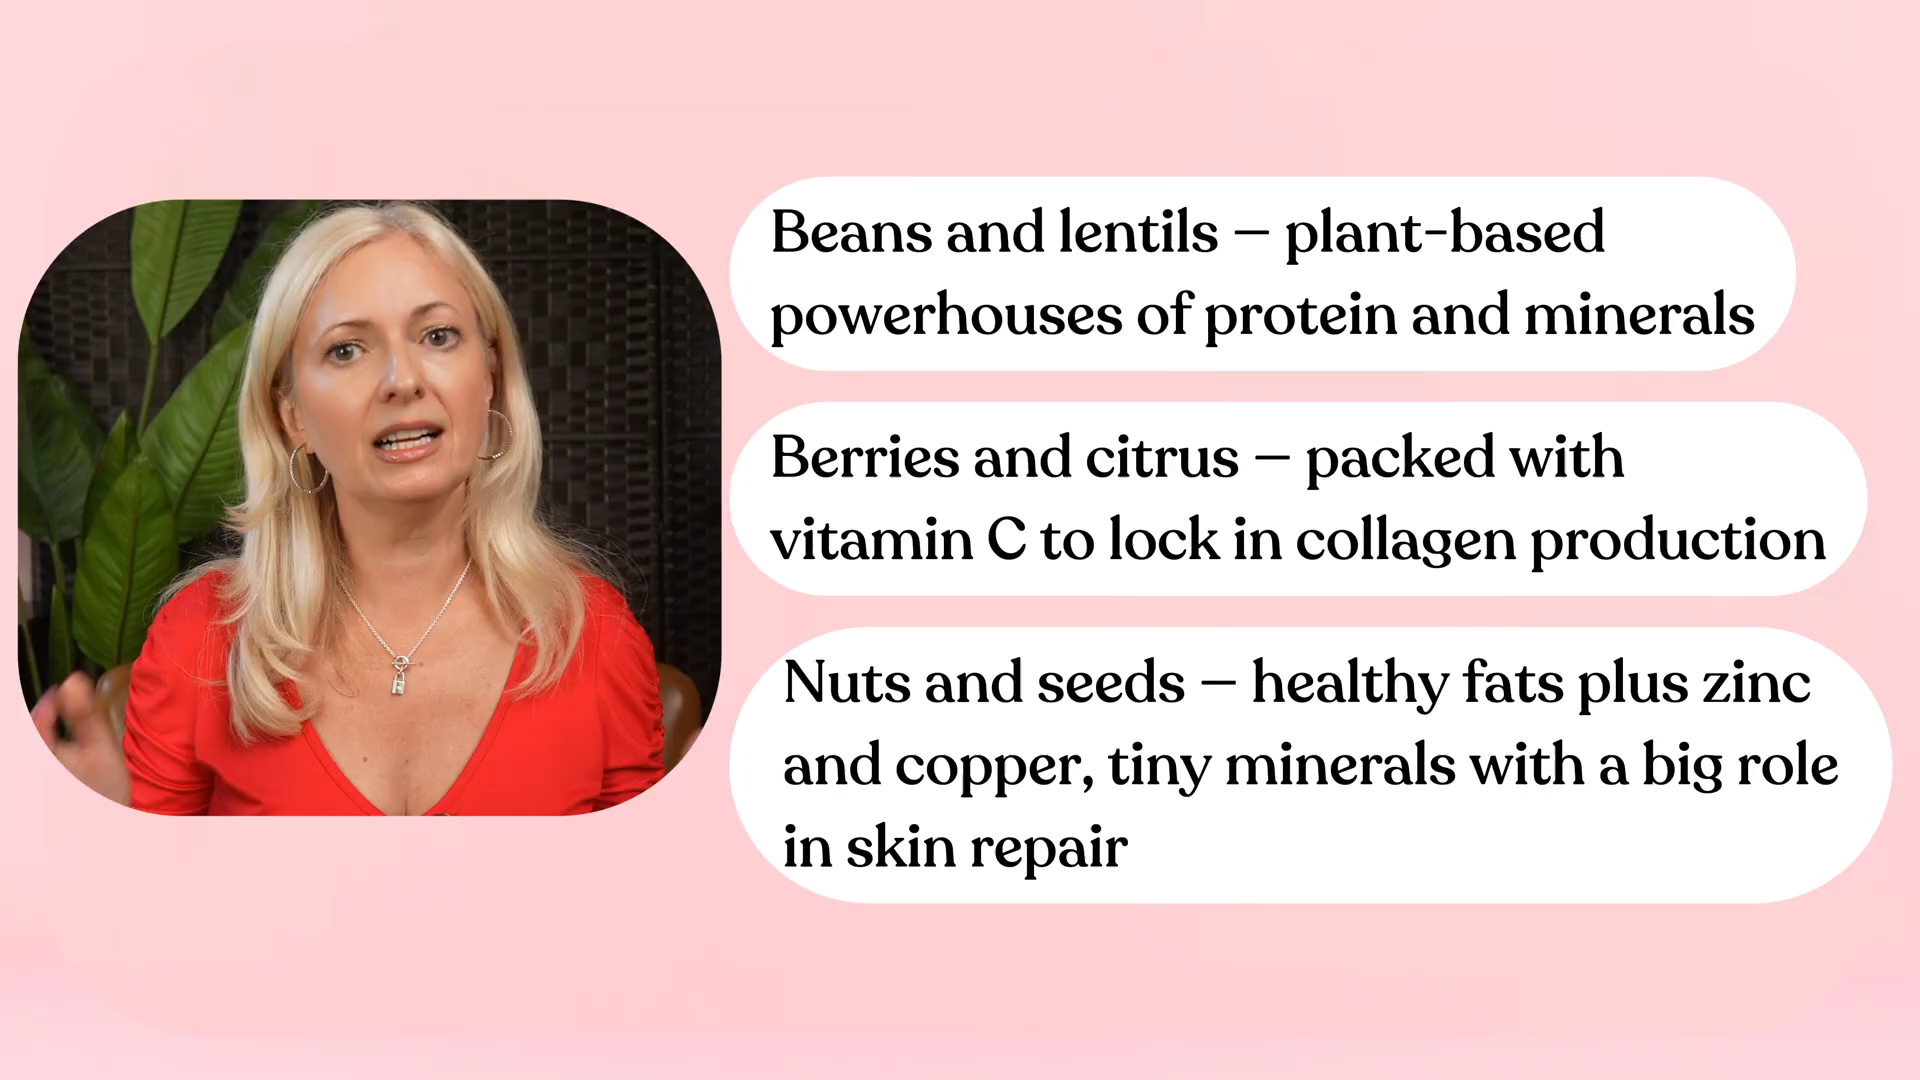 Beans and lentils – plant-based
powerhouses of protein and minerals
Berries and citrus – packed with
vitamin C to lock in collagen production
Nuts and seeds – healthy fats plus zinc
and copper, tiny minerals with a big role
in skin repair